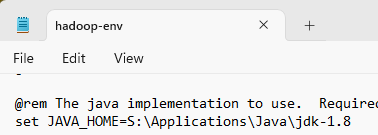 hadoop-env
File Edit View
@rem The java implementation to use.  Required
set JAVA_HOME=S:\Applications\Java\jdk-1.8